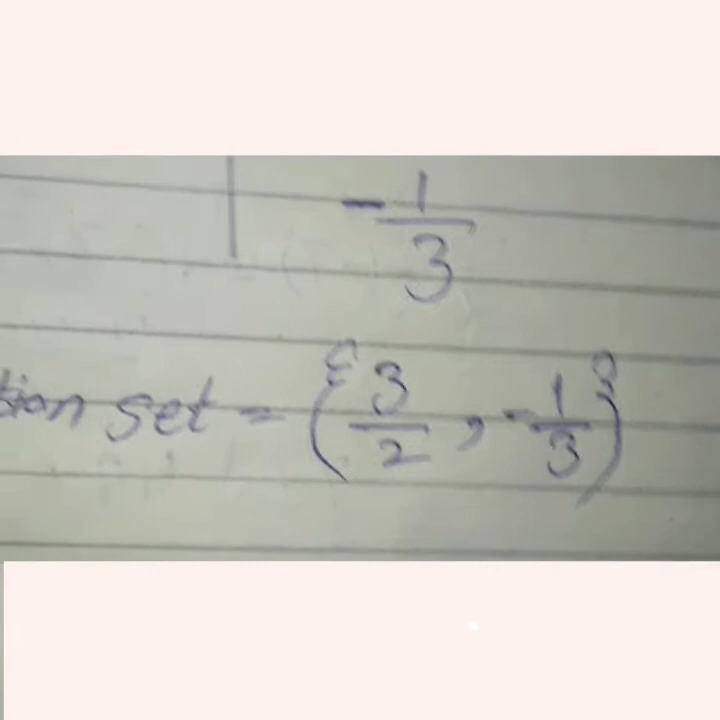 -1/3
tion set = {(3/2, -1/3)}